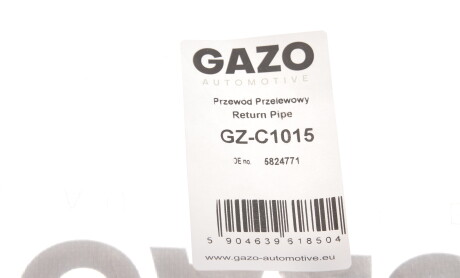 GAZO
AUTOMOTIVE
Przewod Przelewowy
Return Pipe
GZ-C1015
OE no. 5824771
5 904639 618504
www.gazo-automotive.eu